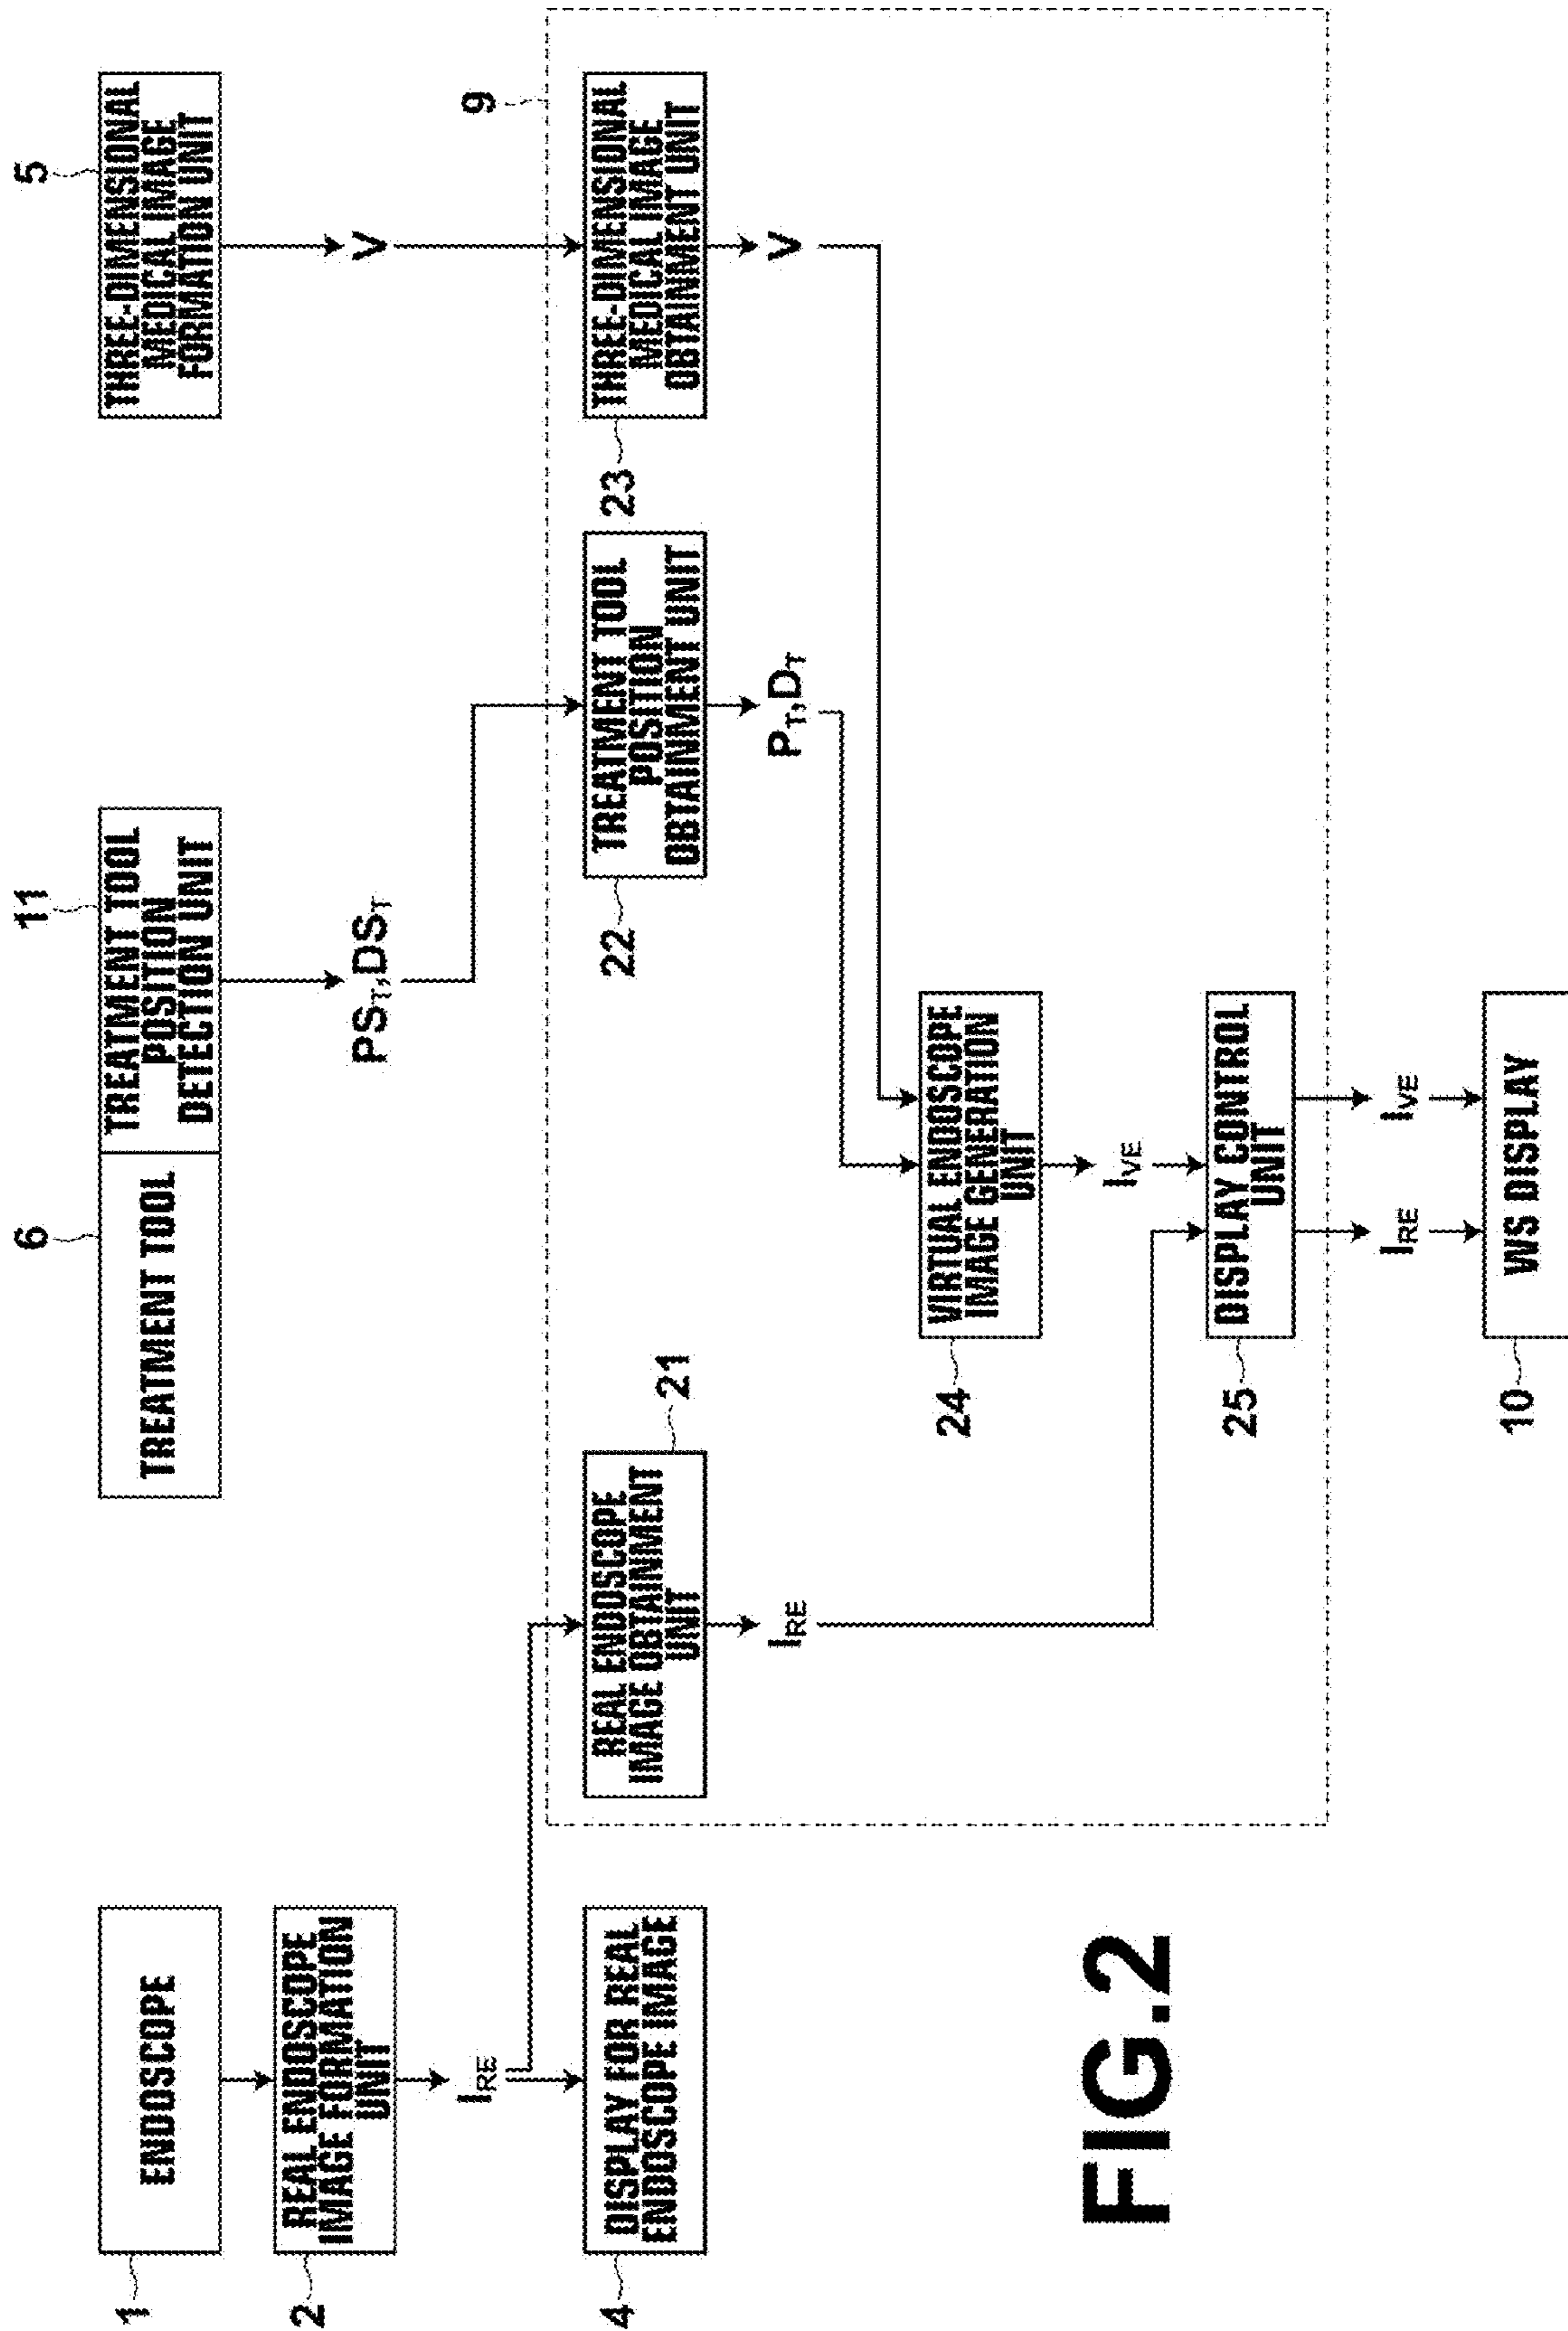 1
ENDOSCOPE
2
REAL ENDOSCOPE
IMAGE FORMATION
UNIT
I_RE
4
DISPLAY FOR REAL
ENDOSCOPE IMAGE
6
TREATMENT TOOL
11
TREATMENT TOOL
POSITION
DETECTION UNIT
PS_T,DS_T
5
THREE-DIMENSIONAL
MEDICAL IMAGE
FORMATION UNIT
V
9
21
REAL ENDOSCOPE
IMAGE OBTAINMENT
UNIT
I_RE
22
TREATMENT TOOL
POSITION
OBTAINMENT UNIT
P_T,D_T
23
THREE-DIMENSIONAL
MEDICAL IMAGE
OBTAINMENT UNIT
V
24
VIRTUAL ENDOSCOPE
IMAGE GENERATION
UNIT
I_VE
25
DISPLAY CONTROL
UNIT
I_RE
I_VE
10
WS DISPLAY
FIG.2